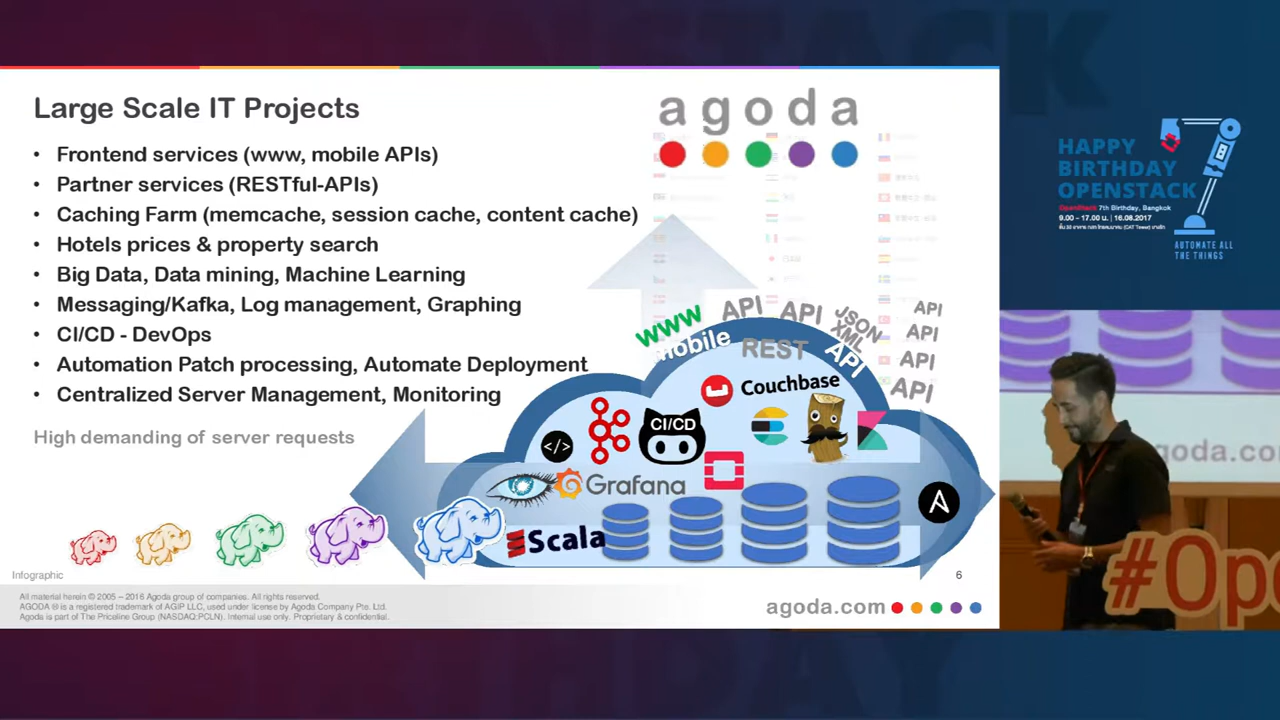 Large Scale IT Projects
• Frontend services (www, mobile APIs)
• Partner services (RESTful-APIs)
• Caching Farm (memcache, session cache, content cache)
• Hotels prices & property search
• Big Data, Data mining, Machine Learning
• Messaging/Kafka, Log management, Graphing
• CI/CD - DevOps
• Automation Patch processing, Automate Deployment
• Centralized Server Management, Monitoring
High demanding of server requests
agoda
www
mobile
API
API
REST
JSON
XML
API
API
API
API
API
Couchbase
</>
CI/CD
Grafana
Scala
A
Infographic
6
All material herein © 2005 – 2016 Agoda group of companies. All rights reserved.
AGODA ® is a registered trademark of AGIP LLC, used under license by Agoda Company Pte. Ltd.
Agoda is part of The Priceline Group (NASDAQ:PCLN). Internal use only. Proprietary & confidential.
agoda.com
HAPPY
BIRTHDAY
OPENSTACK
OpenStack 7th Birthday, Bangkok
9.00 - 17.00 น. | 16.08.2017
AUTOMATE ALL
THE THINGS
agoda.co
#Ope